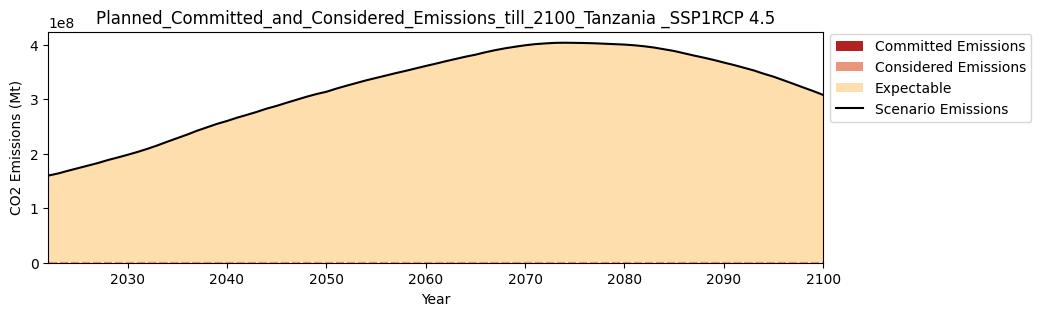 Planned_Committed_and_Considered_Emissions_till_2100_Tanzania _SSP1RCP 4.5
1e8
4
3
2
1
0
CO2 Emissions (Mt)
2030 2040 2050 2060 2070 2080 2090 2100
Year
Committed Emissions
Considered Emissions
Expectable
Scenario Emissions